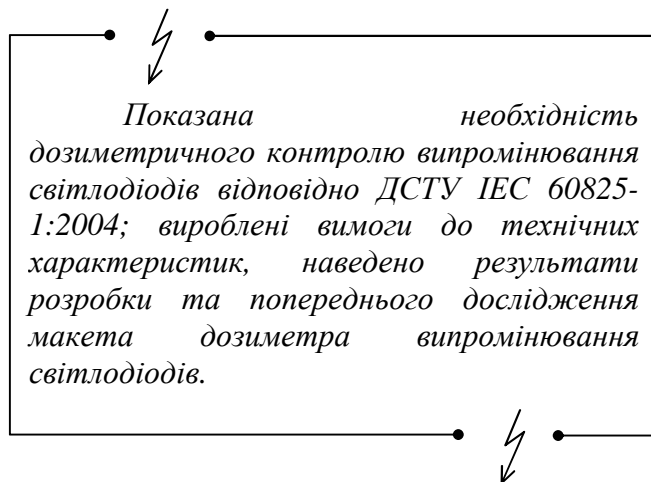 Показана необхідність
дозиметричного контролю випромінювання
світлодіодів відповідно ДСТУ IEC 60825-
1:2004; вироблені вимоги до технічних
характеристик, наведено результати
розробки та попереднього дослідження
макета дозиметра випромінювання
світлодіодів.